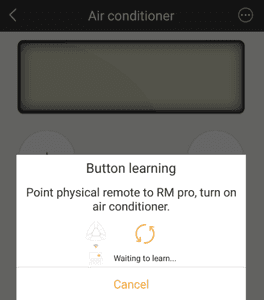 Air conditioner
Button learning
Point physical remote to RM pro, turn on
air conditioner.
Waiting to learn...
Cancel